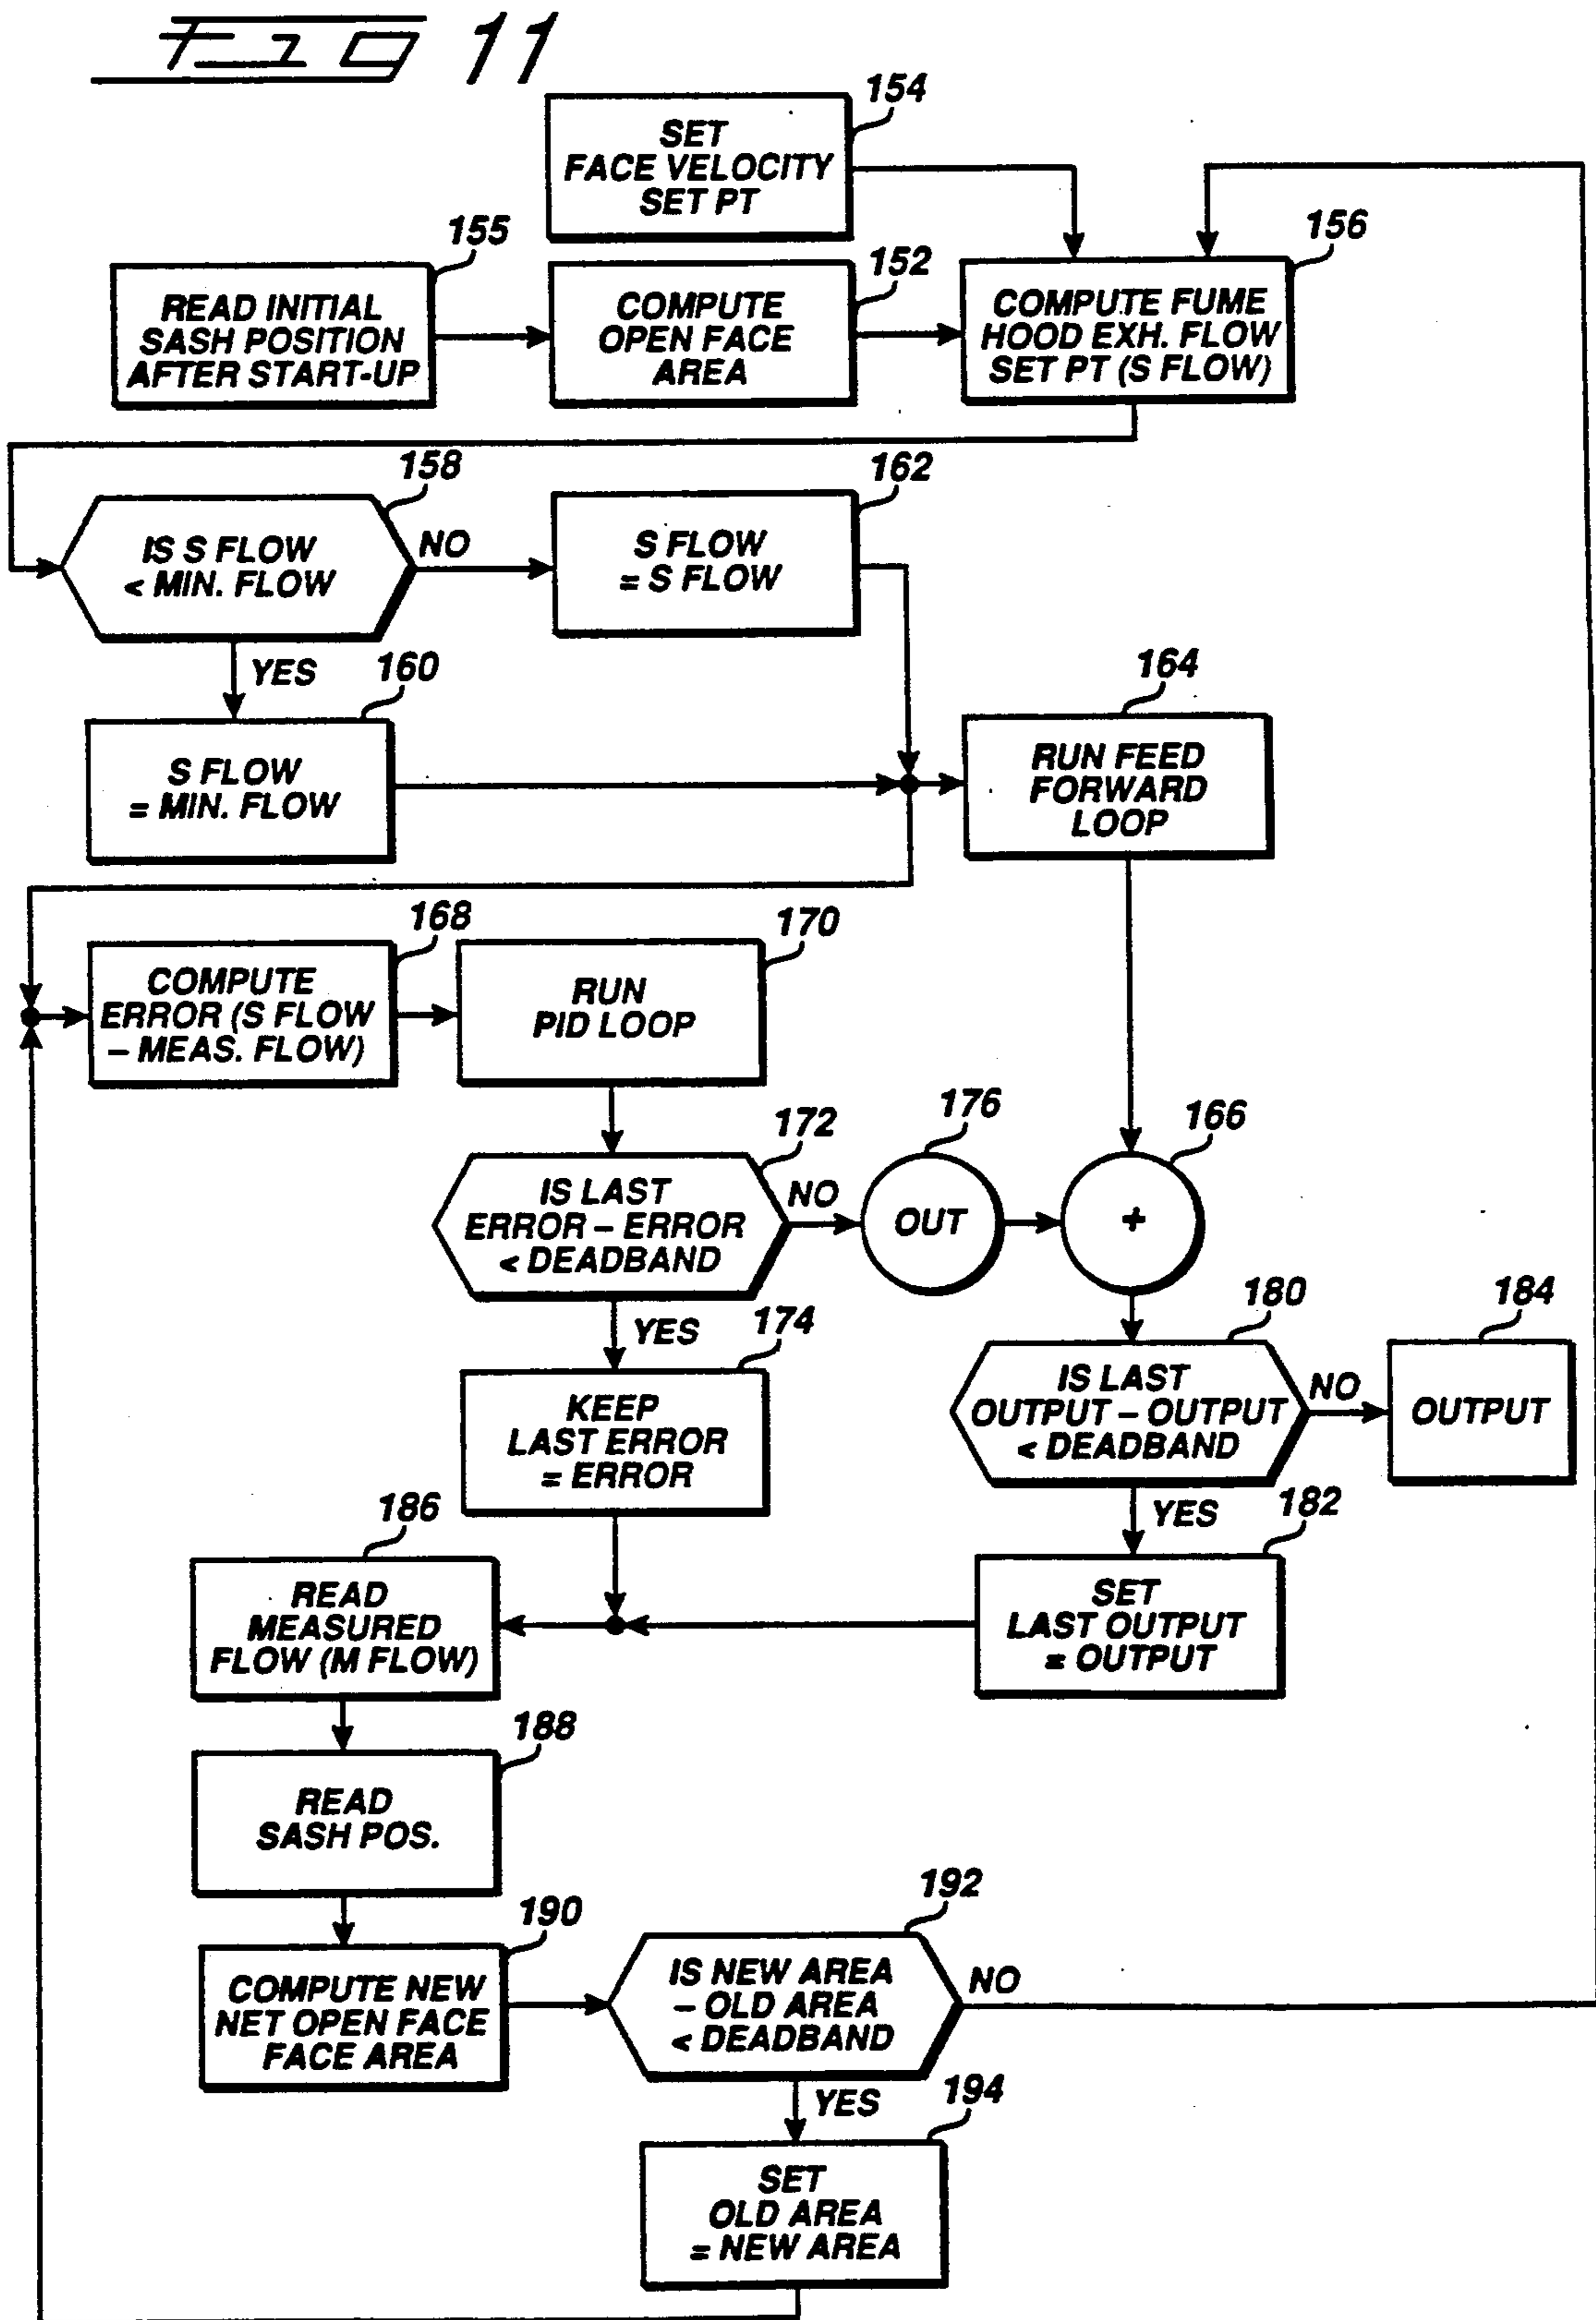 Fig 11
154
SET
FACE VELOCITY
SET PT
155
READ INITIAL
SASH POSITION
AFTER START-UP
152
COMPUTE
OPEN FACE
AREA
156
COMPUTE FUME
HOOD EXH. FLOW
SET PT (S FLOW)
158
IS S FLOW
< MIN. FLOW
NO
162
S FLOW
= S FLOW
YES
160
S FLOW
= MIN. FLOW
164
RUN FEED
FORWARD
LOOP
168
COMPUTE
ERROR (S FLOW
– MEAS. FLOW)
170
RUN
PID LOOP
172
IS LAST
ERROR – ERROR
< DEADBAND
NO
176
OUT
166
+
YES
174
KEEP
LAST ERROR
= ERROR
180
IS LAST
OUTPUT – OUTPUT
< DEADBAND
NO
184
OUTPUT
YES
182
SET
LAST OUTPUT
= OUTPUT
186
READ
MEASURED
FLOW (M FLOW)
188
READ
SASH POS.
190
COMPUTE NEW
NET OPEN FACE
FACE AREA
192
IS NEW AREA
– OLD AREA
< DEADBAND
NO
YES
194
SET
OLD AREA
= NEW AREA